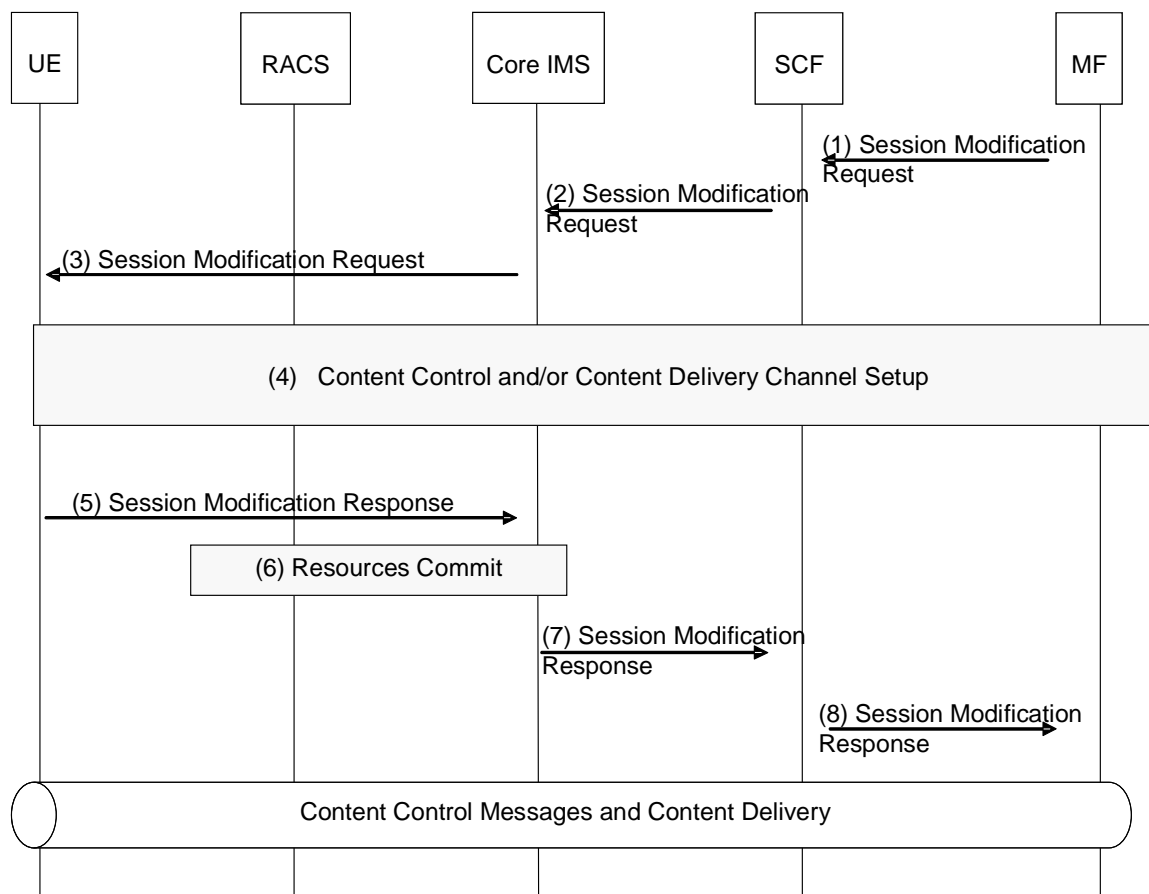 UE
RACS
Core IMS
SCF
MF
(1) Session Modification
Request
(2) Session Modification
Request
(3) Session Modification Request
(4) Content Control and/or Content Delivery Channel Setup
(5) Session Modification Response
(6) Resources Commit
(7) Session Modification
Response
(8) Session Modification
Response
Content Control Messages and Content Delivery